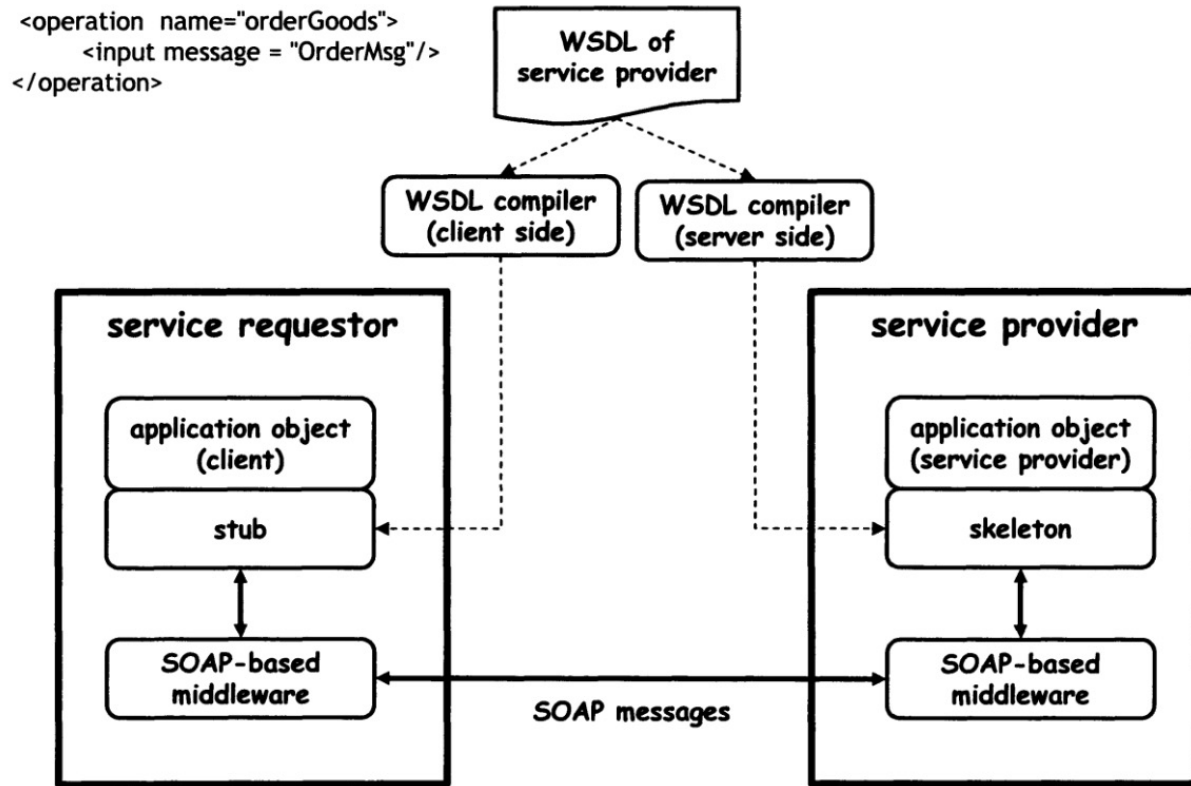 <operation name="orderGoods">
<input message = "OrderMsg"/>
</operation>
WSDL of
service provider
WSDL compiler
(client side)
WSDL compiler
(server side)
service requestor
application object
(client)
stub
SOAP-based
middleware
SOAP messages
service provider
application object
(service provider)
skeleton
SOAP-based
middleware